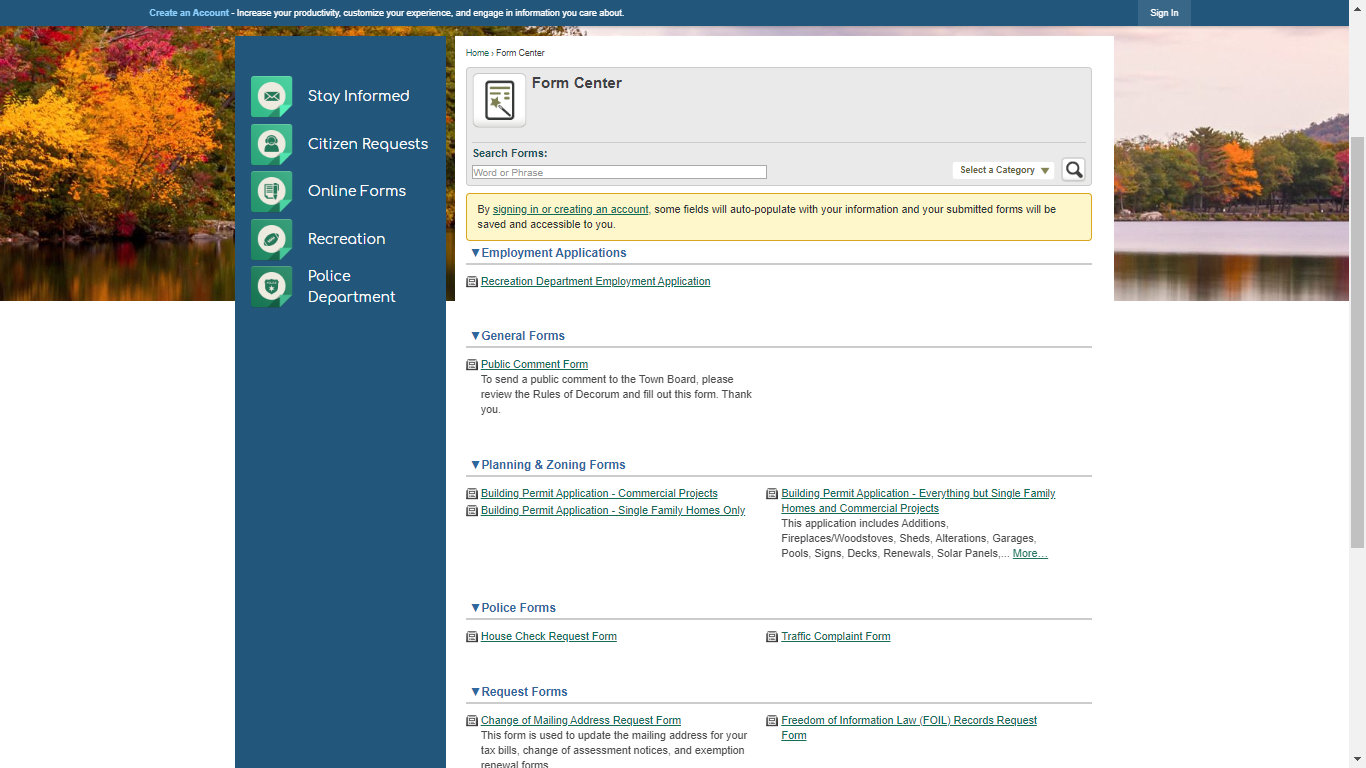 Create an Account - Increase your productivity, customize your experience, and engage in information you care about.
Sign In
Stay Informed
Citizen Requests
Online Forms
Recreation
Police
Department
Home › Form Center
Form Center
Search Forms:
Word or Phrase
Select a Category
By signing in or creating an account, some fields will auto-populate with your information and your submitted forms will be
saved and accessible to you.
▼Employment Applications
Recreation Department Employment Application
▼General Forms
Public Comment Form
To send a public comment to the Town Board, please
review the Rules of Decorum and fill out this form. Thank
you.
▼Planning & Zoning Forms
Building Permit Application - Commercial Projects
Building Permit Application - Single Family Homes Only
Building Permit Application - Everything but Single Family
Homes and Commercial Projects
This application includes Additions,
Fireplaces/Woodstoves, Sheds, Alterations, Garages,
Pools, Signs, Decks, Renewals, Solar Panels,... More…
▼Police Forms
House Check Request Form
Traffic Complaint Form
▼Request Forms
Change of Mailing Address Request Form
This form is used to update the mailing address for your
tax bills, change of assessment notices, and exemption
renewal forms
Freedom of Information Law (FOIL) Records Request
Form